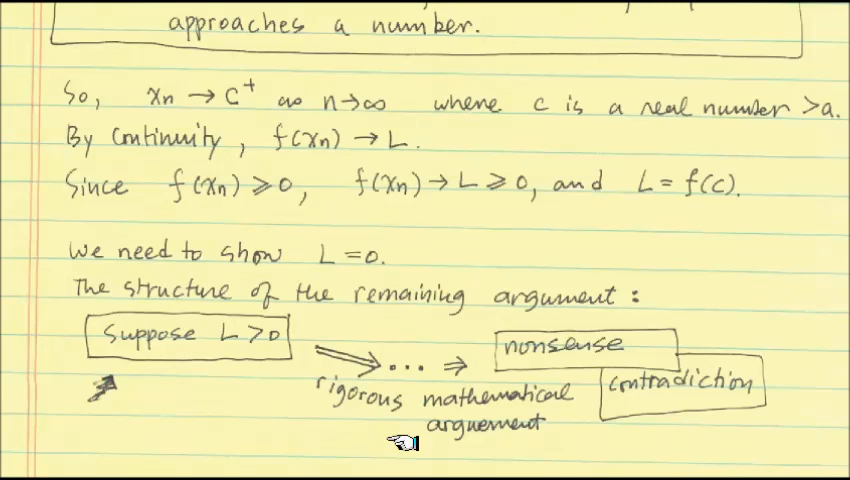 approaches a number.
So, xn → c⁺ as n→∞ where c is a real number >a.
By continuity, f(xn) → L.
Since f(xn) ⩾ 0, f(xn) → L ⩾ 0, and L = f(c).
We need to show L = 0.
The structure of the remaining argument :
Suppose L > 0 ⟹ ... ⇒ nonsense
contradiction
rigorous mathematical
arguement